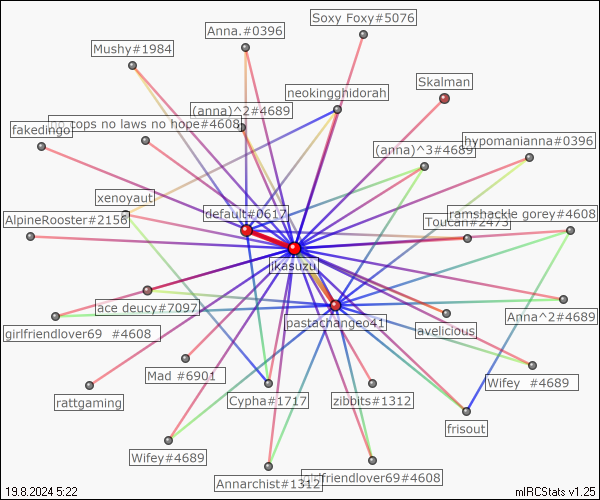 Soxy Foxy#5076
Anna.#0396
Mushy#1984
Skalman
neokingghidorah
(anna)^2#4689
no cops no laws no hope#4608
fakedingo
hypomanianna#0396
(anna)^3#4689
xenoyaut
default#0617
ramshackle gorey#4608
AlpineRooster#2156
Toucan#2473
ikasuzu
ace deucy#7097
Anna^2#4689
pastachangeo41
avelicious
girlfriendlover69 #4608
Mad #6901
Wifey #4689
rattgaming
Cypha#1717
zibbits#1312
frisout
Wifey#4689
girlfriendlover69#4608
Annarchist#1312
19.8.2024 5:22
mIRCStats v1.25